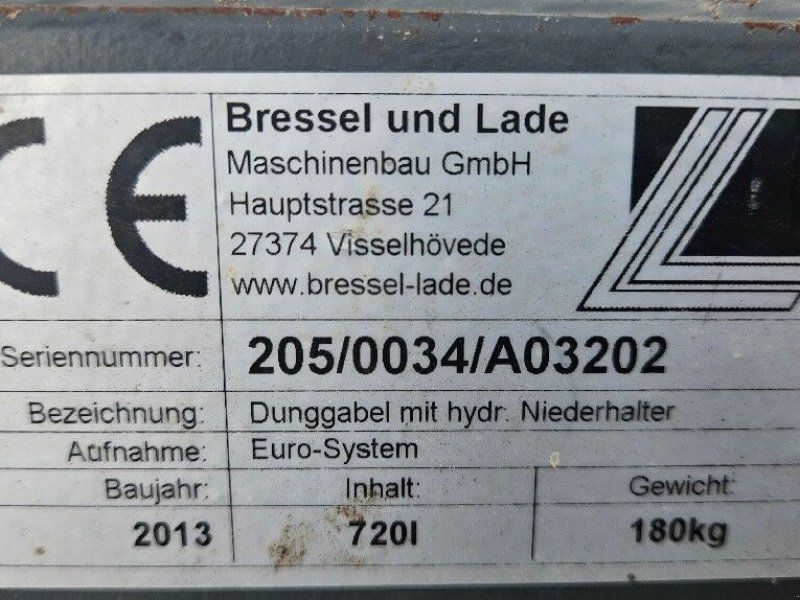 CE
Bressel und Lade
Maschinenbau GmbH
Hauptstrasse 21
27374 Visselhövede
www.bressel-lade.de
Seriennummer: 205/0034/A03202
Bezeichnung: Dunggabel mit hydr. Niederhalter
Aufnahme: Euro-System
Baujahr: Inhalt: Gewicht:
2013 720l 180kg